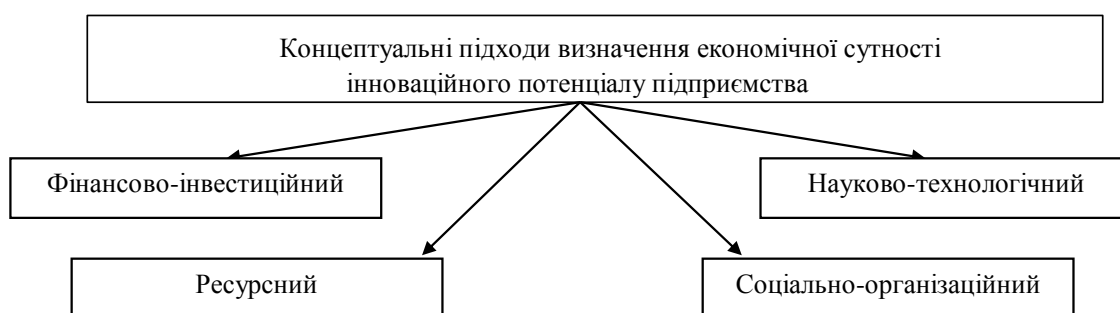 Концептуальні підходи визначення економічної сутності
інноваційного потенціалу підприємства
Фінансово-інвестиційний
Науково-технологічний
Ресурсний
Соціально-організаційний